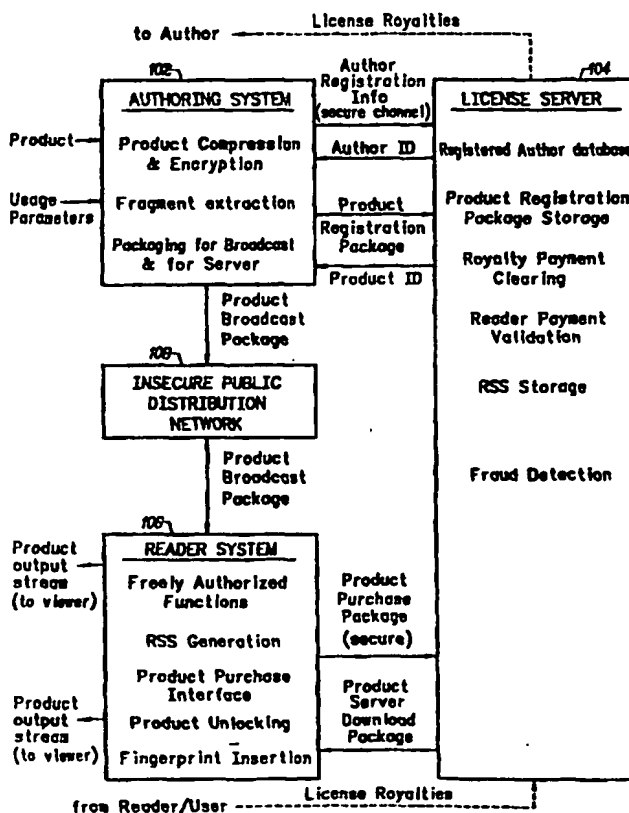 License Royalties
to Author
102
AUTHORING SYSTEM
Product Compression
& Encryption
Fragment extraction
Packaging for Broadcast
& for Server
Product
Usage
Parameters
Author
Registration
Info
(secure channel)
Author ID
Product
Registration
Package
Product ID
104
LICENSE SERVER
Registered Author database
Product Registration
Package Storage
Royalty Payment
Clearing
Reader Payment
Validation
RSS Storage
Fraud Detection
Product
Broadcast
Package
108
INSECURE PUBLIC
DISTRIBUTION
NETWORK
Product
Broadcast
Package
106
READER SYSTEM
Freely Authorized
Functions
RSS Generation
Product Purchase
Interface
Product Unlocking
Fingerprint Insertion
Product
output
stream
(to viewer)
Product
output
stream
(to viewer)
Product
Purchase
Package
(secure)
Product
Server
Download
Package
License Royalties
from Reader/User